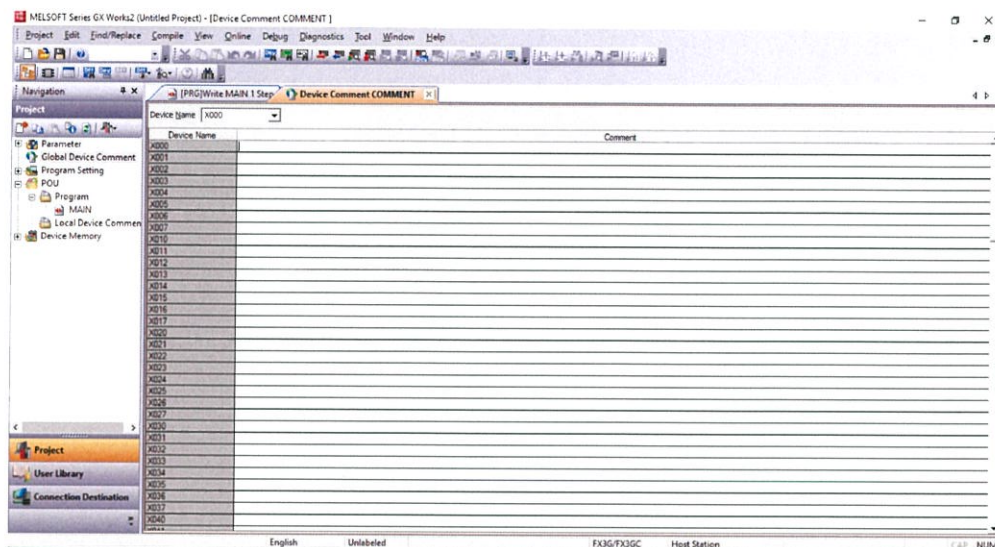 MELSOFT Series GX Works2 (Untitled Project) - [Device Comment COMMENT ]
Project Edit Find/Replace Compile View Online Debug Diagnostics Tool Window Help
Navigation
[PRG]Write MAIN 1 Step
Device Comment COMMENT
Project
Device Name X000
Device Name Comment
Parameter
Global Device Comment
Program Setting
POU
Program
MAIN
Local Device Commen
Device Memory
X000
X001
X002
X003
X004
X005
X006
X007
X010
X011
X012
X013
X014
X015
X016
X017
X020
X021
X022
X023
X024
X025
X026
X027
X030
X031
X032
X033
X034
X035
X036
X037
X040
Project
User Library
Connection Destination
English Unlabeled FX3G/FX3GC Host Station CAP NUM